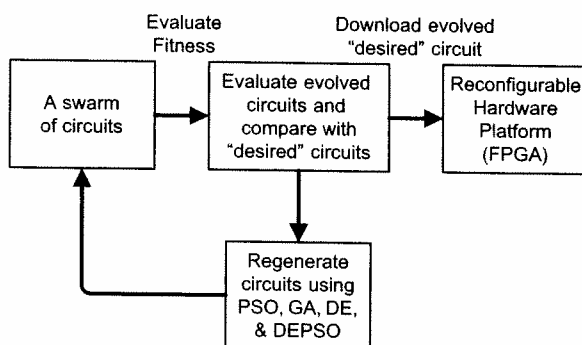 Evaluate
Fitness
Download evolved
“desired” circuit
A swarm
of circuits
Evaluate evolved
circuits and
compare with
“desired” circuits
Reconfigurable
Hardware
Platform
(FPGA)
Regenerate
circuits using
PSO, GA, DE,
& DEPSO